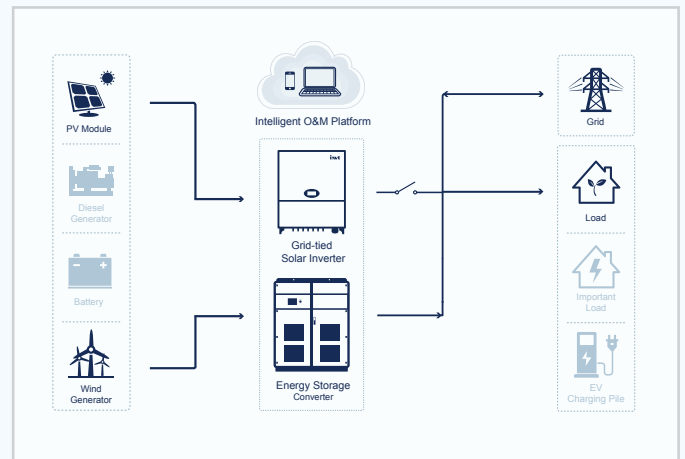 Intelligent O&M Platform
PV Module
Diesel
Generator
Battery
Wind
Generator
Grid-tied
Solar Inverter
Energy Storage
Converter
Grid
Load
Important
Load
EV
Charging Pile